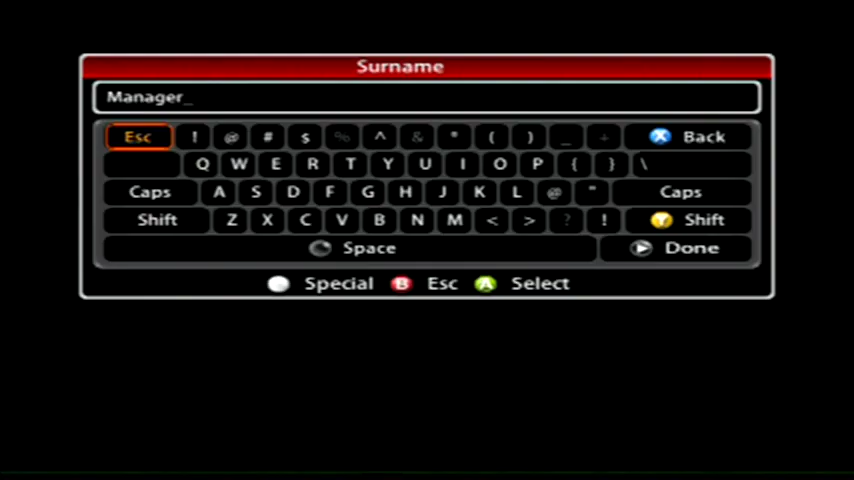 Surname
Manager_
Esc ! @ # $ % ^ & * ( ) _ + X Back
Q W E R T Y U I O P { } \
Caps A S D F G H J K L @ " Caps
Shift Z X C V B N M < > ? ! Y Shift
Space Done
Special B Esc A Select